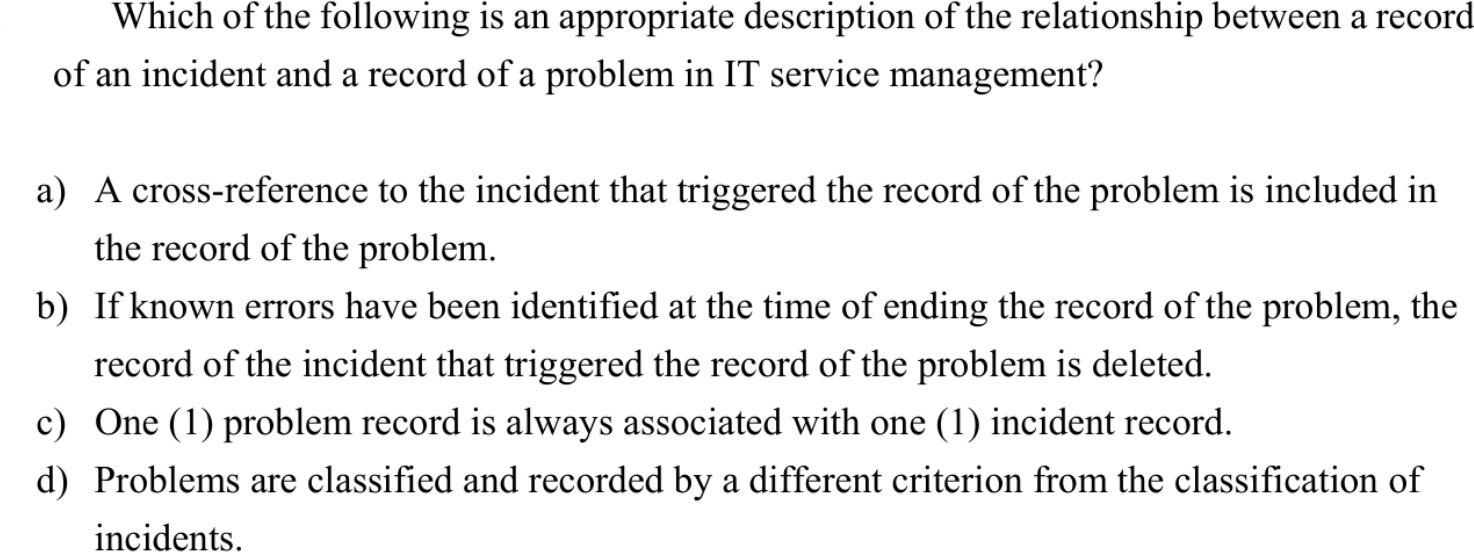 Which of the following is an appropriate description of the relationship between a record
of an incident and a record of a problem in IT service management?
a) A cross-reference to the incident that triggered the record of the problem is included in
the record of the problem.
b) If known errors have been identified at the time of ending the record of the problem, the
record of the incident that triggered the record of the problem is deleted.
c) One (1) problem record is always associated with one (1) incident record.
d) Problems are classified and recorded by a different criterion from the classification of
incidents.